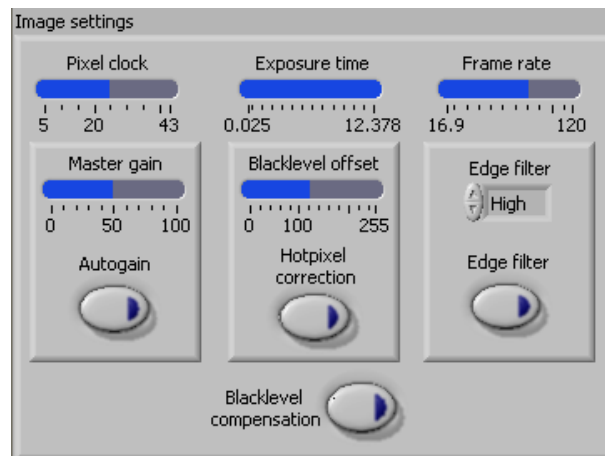 Image settings
Pixel clock
Exposure time
Frame rate
5 20 43
0.025 12.378
16.9 120
Master gain
Blacklevel offset
Edge filter
High
0 50 100
0 100 255
Autogain
Hotpixel
correction
Edge filter
Blacklevel
compensation